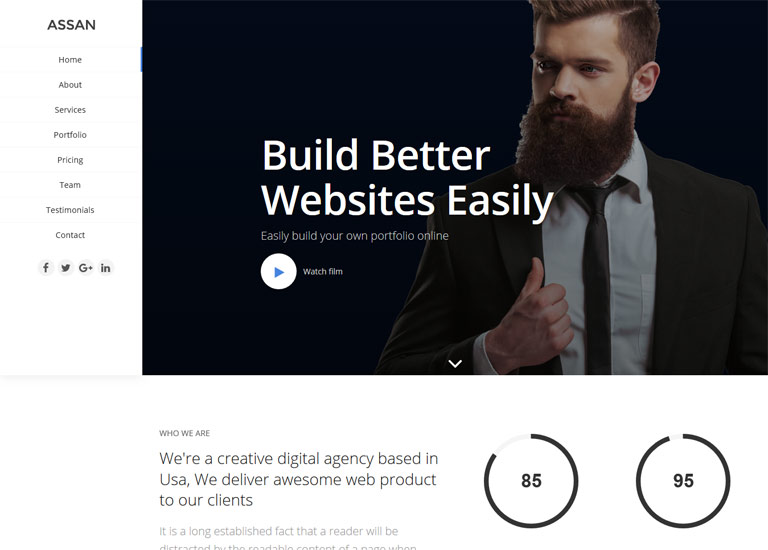 ASSAN
Home
About
Services
Portfolio
Pricing
Team
Testimonials
Contact
G+
in
Build Better
Websites Easily
Easily build your own portfolio online
Watch film
WHO WE ARE
We're a creative digital agency based in
Usa, We deliver awesome web product
to our clients
It is a long established fact that a reader will be
distracted by the readable content of a page when
85
95